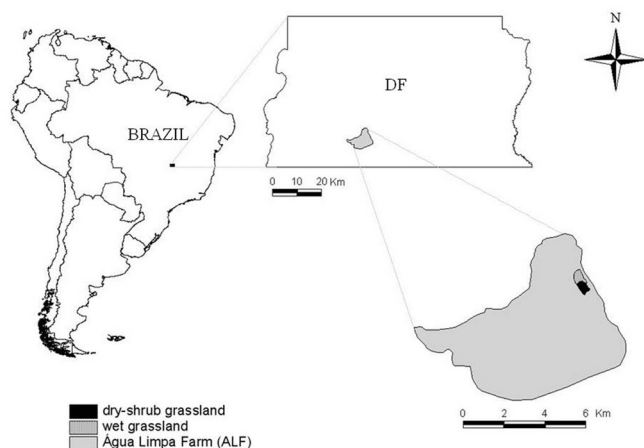 N
DF
BRAZIL
0 10 20 Km
dry-shrub grassland
wet grassland
Água Limpa Farm (ALF)
0 2 4 6 Km